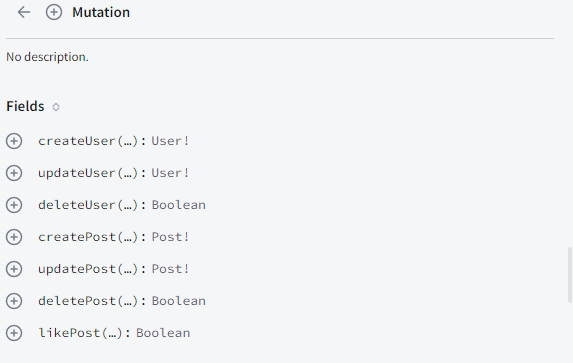 Mutation
No description.
Fields
createUser(…): User!
updateUser(…): User!
deleteUser(…): Boolean
createPost(…): Post!
updatePost(…): Post!
deletePost(…): Boolean
likePost(…): Boolean